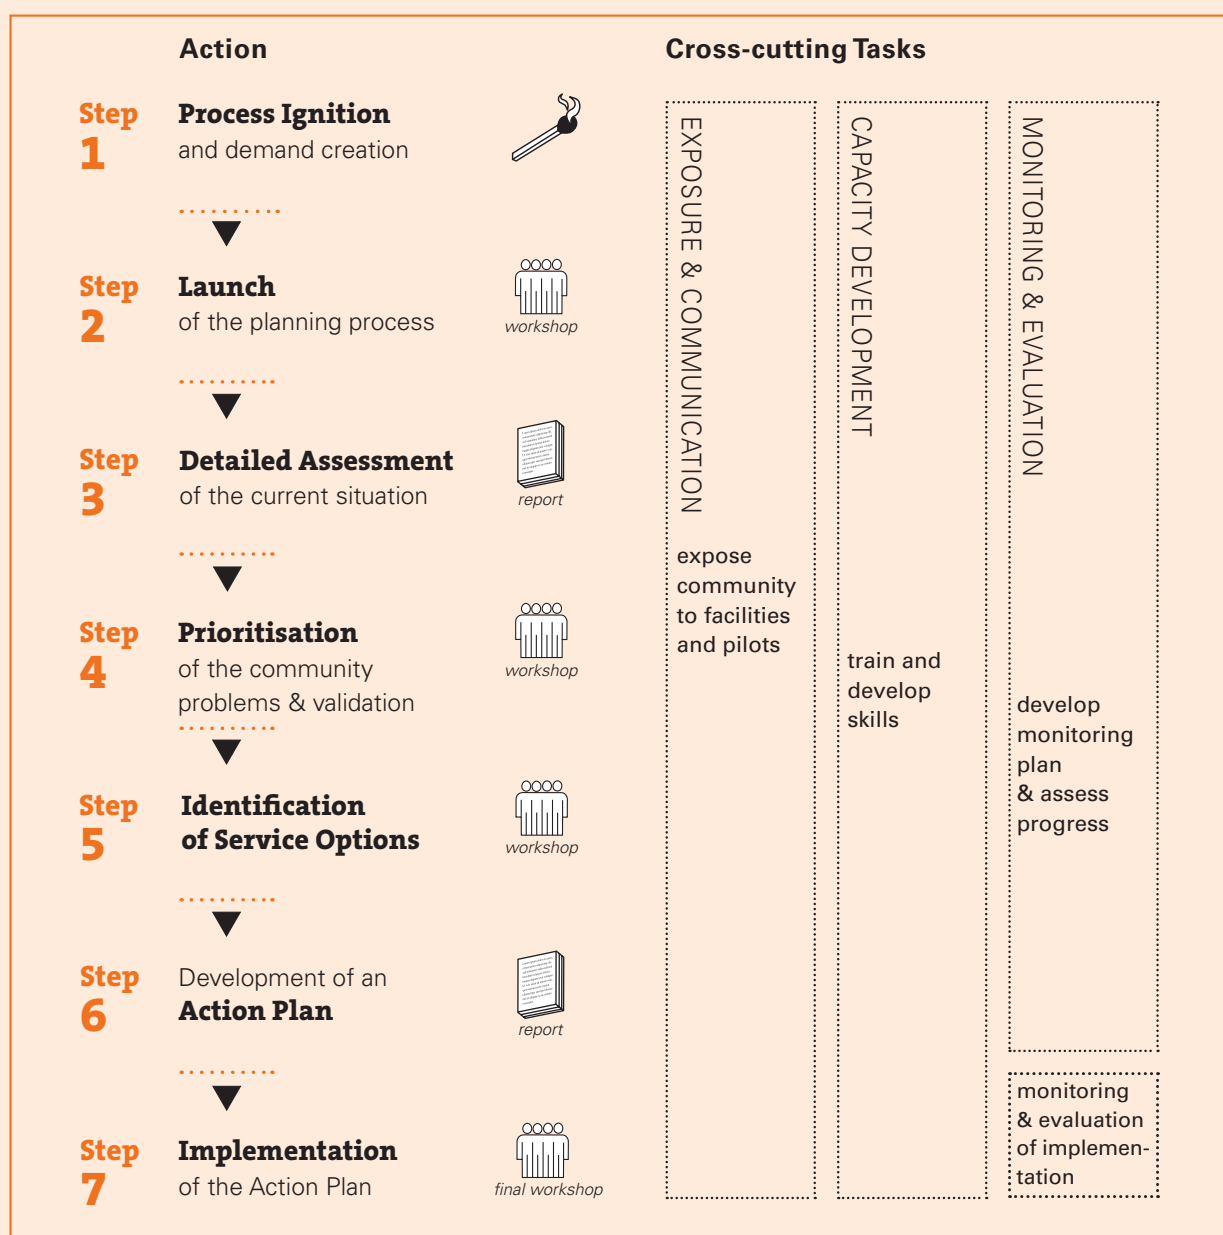 Action
Cross-cutting Tasks
Step
1
Process Ignition
and demand creation
Step
2
Launch
of the planning process
workshop
Step
3
Detailed Assessment
of the current situation
report
Step
4
Prioritisation
of the community
problems & validation
workshop
Step
5
Identification
of Service Options
workshop
Step
6
Development of an
Action Plan
report
Step
7
Implementation
of the Action Plan
final workshop
EXPOSURE & COMMUNICATION
expose
community
to facilities
and pilots
CAPACITY DEVELOPMENT
train and
develop
skills
MONITORING & EVALUATION
develop
monitoring
plan
& assess
progress
monitoring
& evaluation
of implemen-
tation